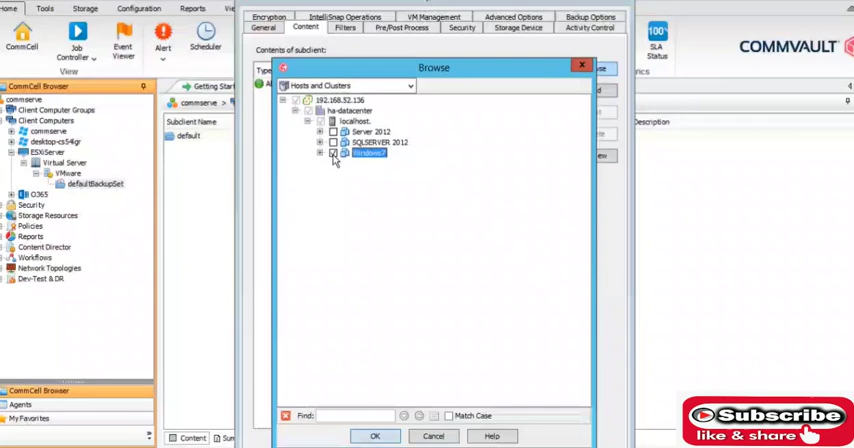 Home Tools Configuration Reports Vi
CommCell
Job Controller
Event Viewer
Alert
Scheduler
View
SLA Status
COMMVAULT
rics
CommCell Browser
commserve
Client Computer Groups
Client Computers
commserve
desktop-cs54gr
ESXiServer
Virtual Server
VMware
defaultBackupSet
O365
Security
Storage Resources
Policies
Reports
Content Director
Workflows
Network Topologies
Dev-Test & DR
CommCell Browser
Agents
My Favorites
Getting Start
commserve >
Subclient Name
default
Description
Content Sum
Encryption IntelliSnap Operations VM Management Advanced Options Backup Options
General Content Filters Pre/Post Process Security Storage Device Activity Control
Contents of subclient:
Browse
Hosts and Clusters
192.168.52.136
ha-datacenter
localhost.
Server 2012
SQLSERVER 2012
Windows7
Find: Match Case
OK Cancel Help
Subscribe
like & share